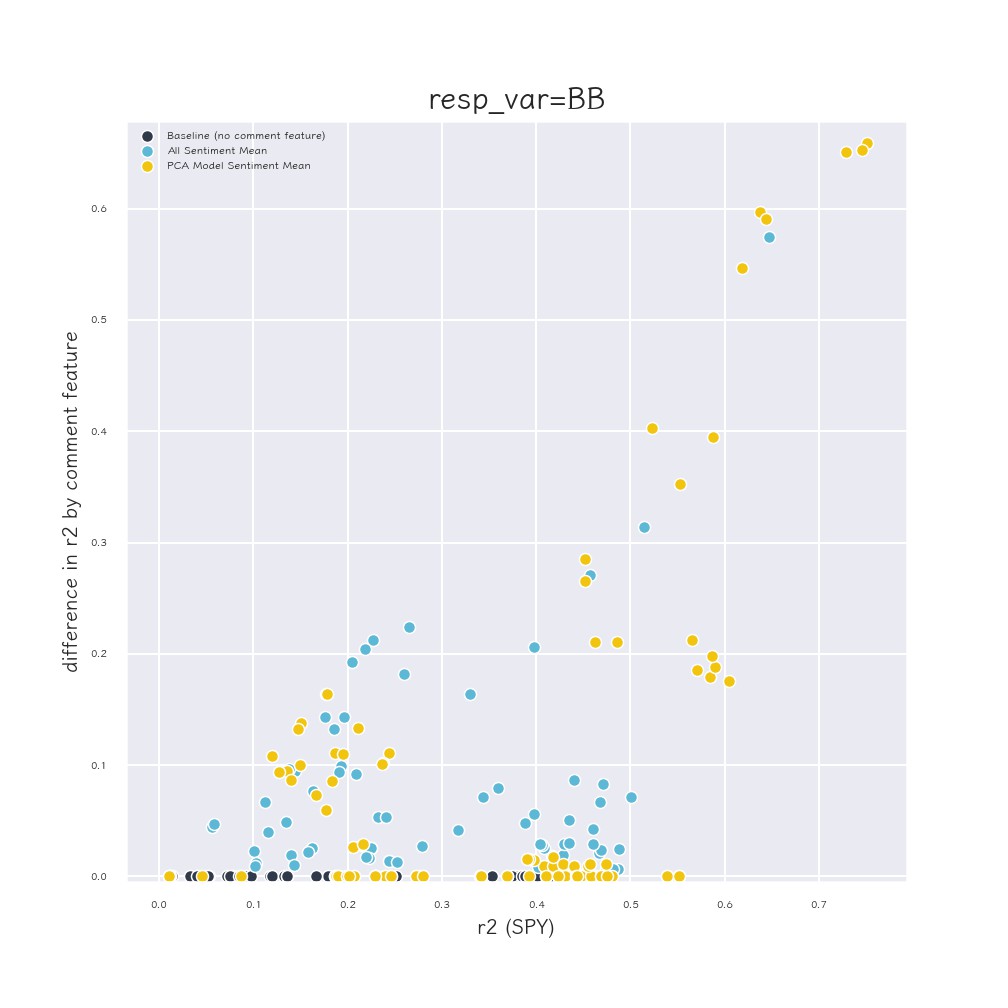 resp_var=BB
Baseline (no comment feature)
All Sentiment Mean
PCA Model Sentiment Mean
difference in r2 by comment feature
0.6
0.5
0.4
0.3
0.2
0.1
0.0
0.0 0.1 0.2 0.3 0.4 0.5 0.6 0.7
r2 (SPY)